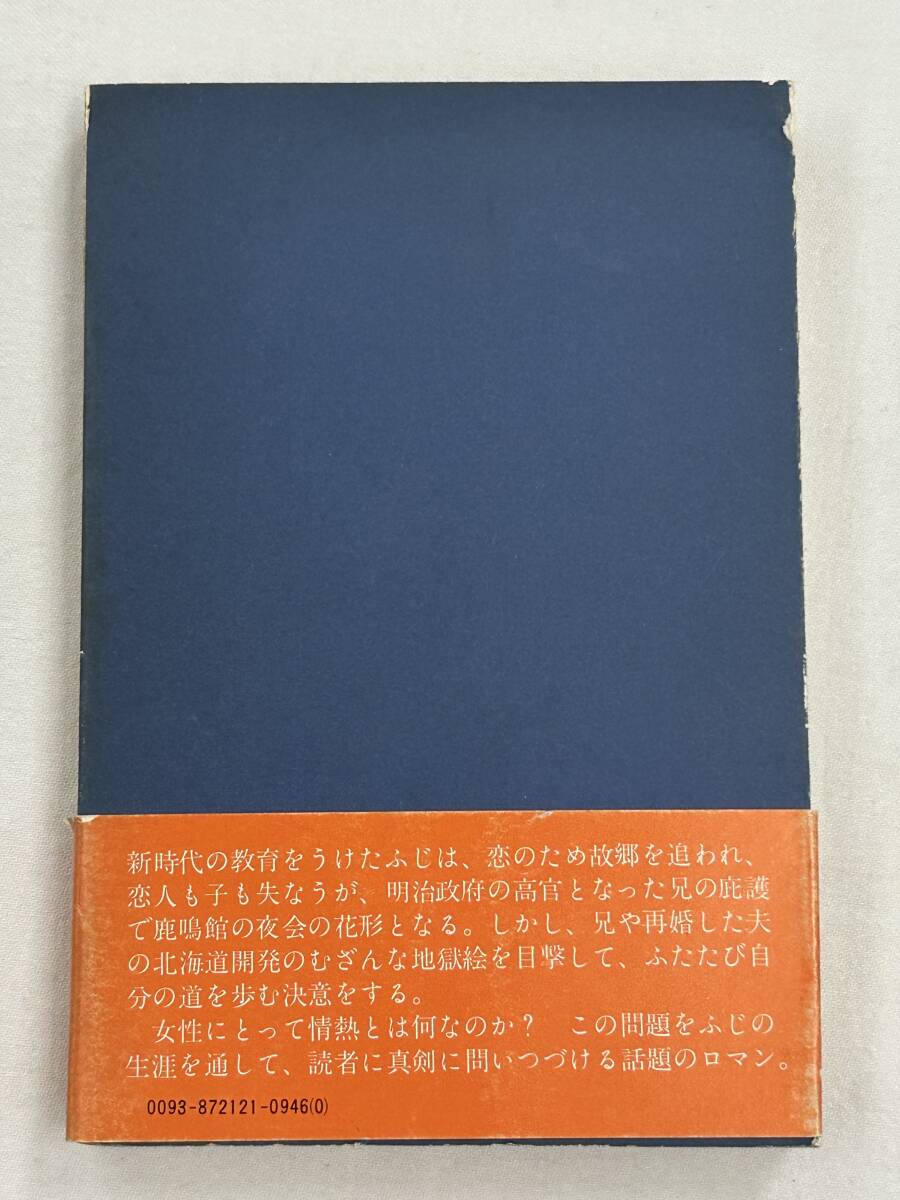 新時代の教育をうけたふじは、恋のため故郷を追われ、
恋人も子も失なうが、明治政府の高官となった兄の庇護
で鹿鳴館の夜会の花形となる。しかし、兄や再婚した夫
の北海道開発のむざんな地獄絵を目撃して、ふたたび自
分の道を歩む決意をする。
　女性にとって情熱とは何なのか？　この問題をふじの
生涯を通して、読者に真剣に問いつづける話題のロマン。
0093-872121-0946(0)